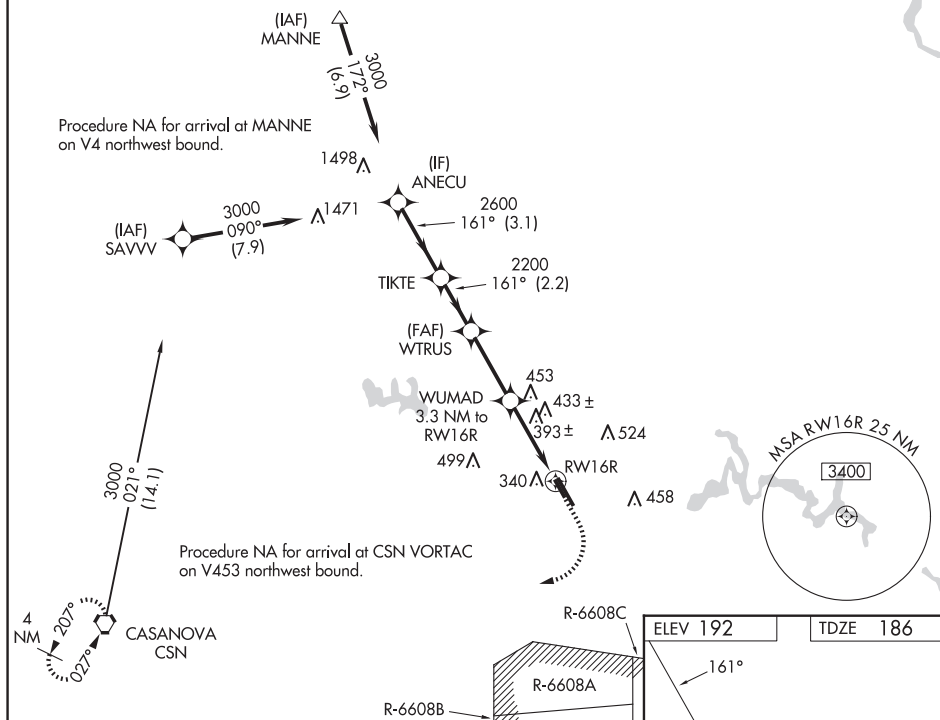 (IAF)
MANNE
3000
172°
(6.9)
Procedure NA for arrival at MANNE
on V4 northwest bound.
1498
(IF)
ANECU
1471
(IAF)
SAVVV
3000
090°
(7.9)
2600
161° (3.1)
TIKTE
2200
161° (2.2)
(FAF)
WTRUS
WUMAD
3.3 NM to
RW16R
453
433 ±
393 ±
524
499
340
RW16R
458
MSA RW16R 25 NM
3400
3000
021°
(14.1)
Procedure NA for arrival at CSN VORTAC
on V453 northwest bound.
4
NM
207°
027°
CASANOVA
CSN
R-6608C
R-6608A
R-6608B
ELEV 192
TDZE 186
161°